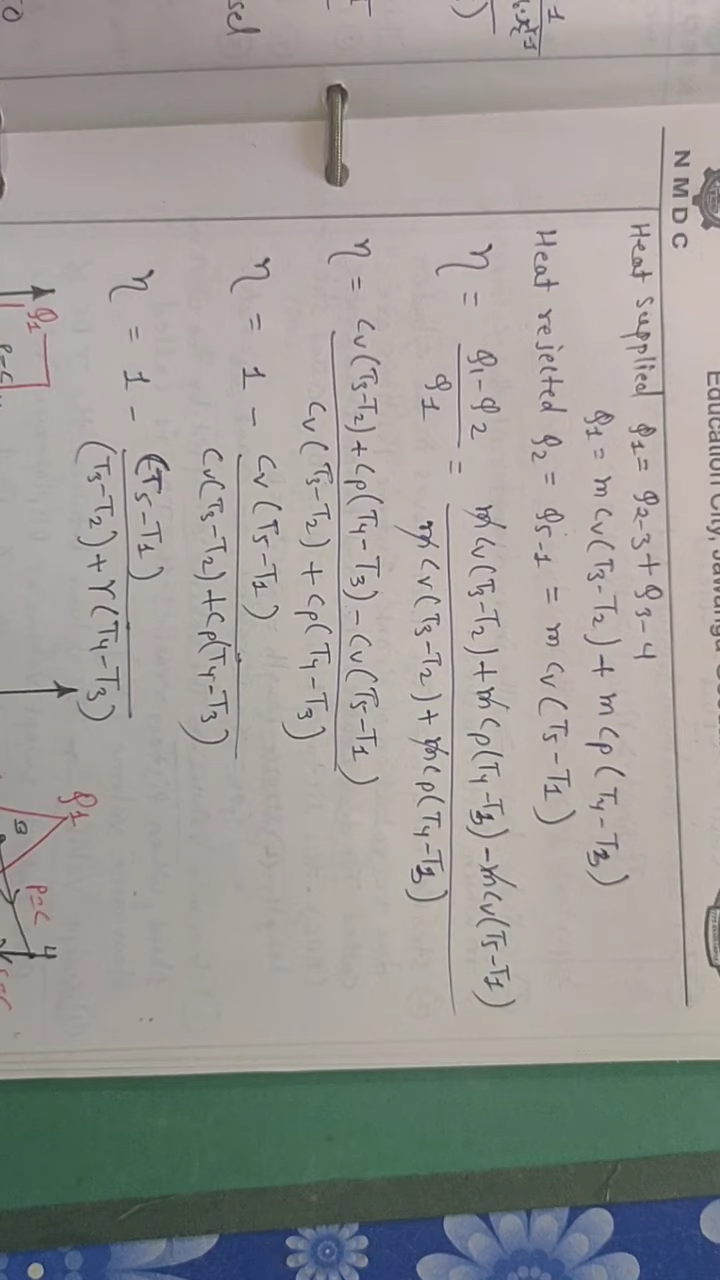 NMDC
Education City,
Heat supplied Q1 = Q2-3 + Q3-4
Q1 = m Cv (T3-T2) + m Cp (T4-T3)
Heat rejected Q2 = Q5-1 = m Cv (T5-T1)
η = Q1-Q2 / Q1 = m Cv (T3-T2) + m Cp (T4-T3) - m Cv (T5-T1) / m Cv (T3-T2) + m Cp (T4-T3)
η = Cv (T3-T2) + Cp (T4-T3) - Cv (T5-T1) / Cv (T3-T2) + Cp (T4-T3)
η = 1 - Cv (T5-T1) / Cv (T3-T2) + Cp (T4-T3)
η = 1 - (T5-T1) / (T3-T2) + γ (T4-T3)
Q1
P=C
Q1
3
P=C
4